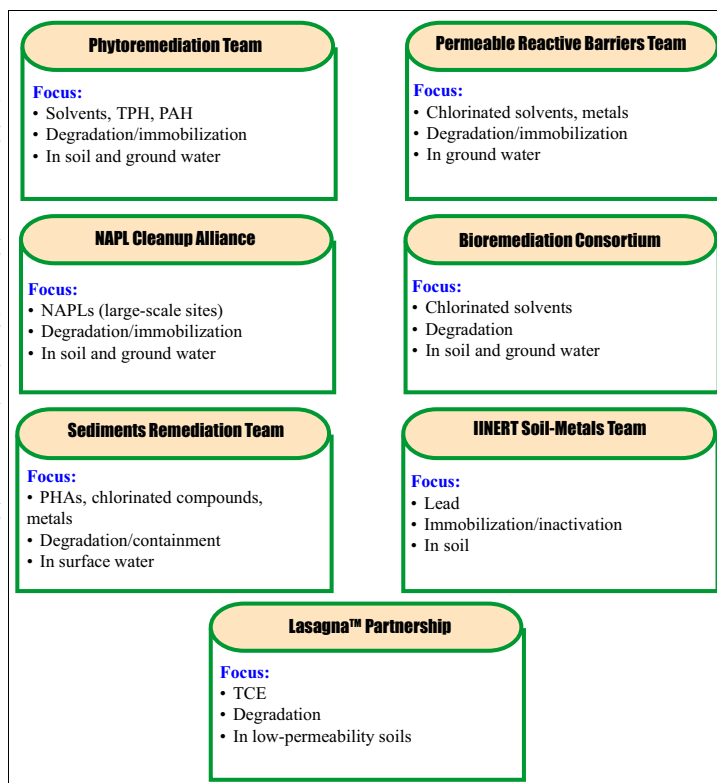 Phytoremediation Team
Focus:
• Solvents, TPH, PAH
• Degradation/immobilization
• In soil and ground water
Permeable Reactive Barriers Team
Focus:
• Chlorinated solvents, metals
• Degradation/immobilization
• In ground water
NAPL Cleanup Alliance
Focus:
• NAPLs (large-scale sites)
• Degradation/immobilization
• In soil and ground water
Bioremediation Consortium
Focus:
• Chlorinated solvents
• Degradation
• In soil and ground water
Sediments Remediation Team
Focus:
• PHAs, chlorinated compounds,
metals
• Degradation/containment
• In surface water
IINERT Soil-Metals Team
Focus:
• Lead
• Immobilization/inactivation
• In soil
Lasagna™ Partnership
Focus:
• TCE
• Degradation
• In low-permeability soils